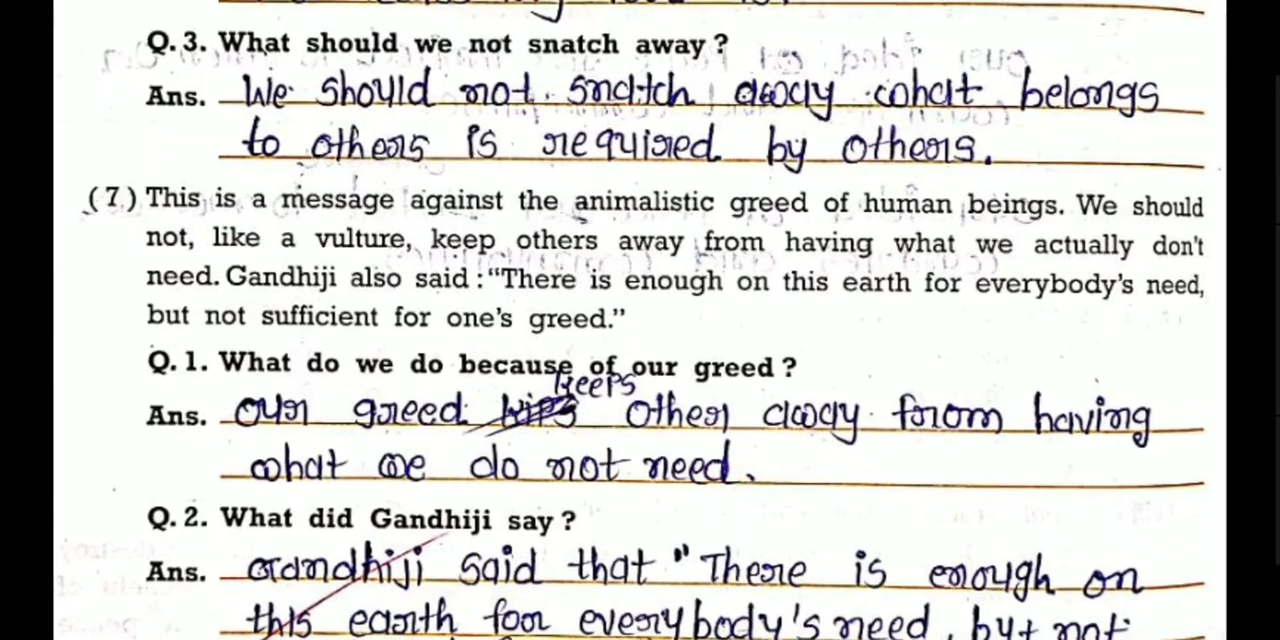 Q.3. What should we not snatch away?
Ans. We should not snatch away what belongs
to others is required by others.
(7) This is a message against the animalistic greed of human beings. We should
not, like a vulture, keep others away from having what we actually don't
need. Gandhiji also said : "There is enough on this earth for everybody's need,
but not sufficient for one's greed."
Q.1. What do we do because of our greed?
keeps
Ans. our greed other away from having
what we do not need.
Q.2. What did Gandhiji say?
Ans. Gandhiji said that "There is enough on
this earth for everybody's need, but not